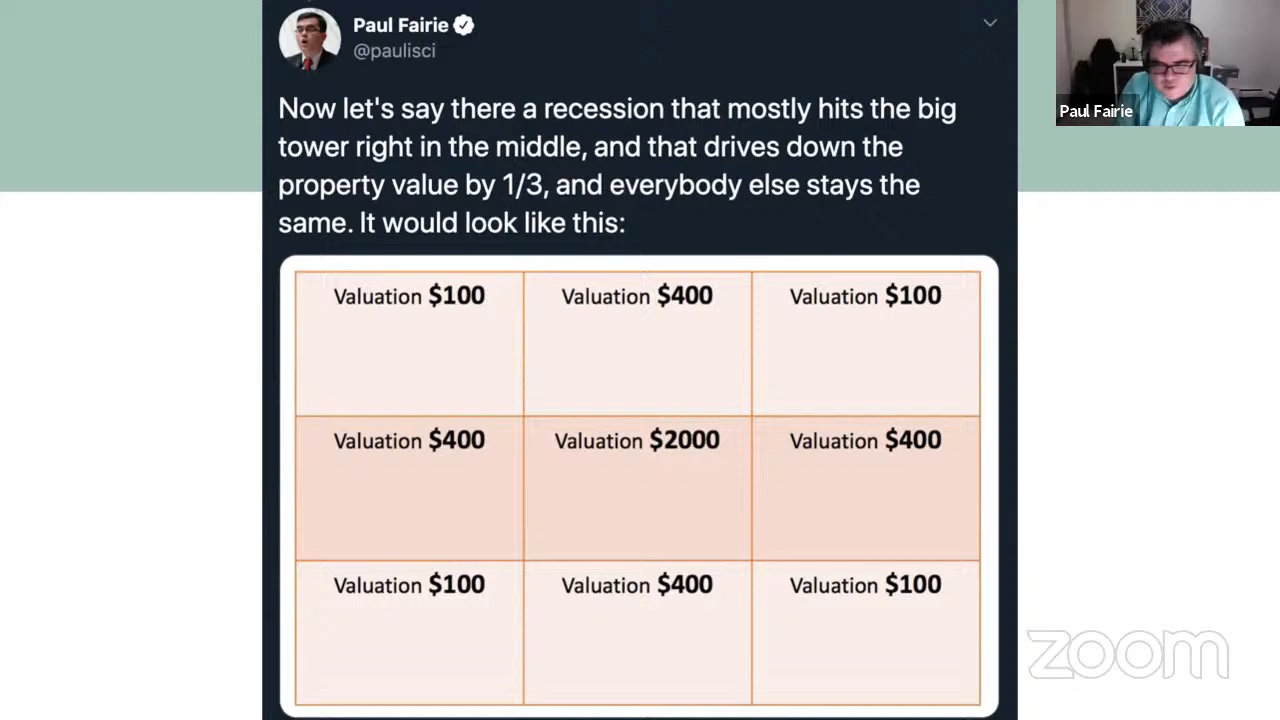 Paul Fairie
@paulisci
Paul Fairie
Now let's say there a recession that mostly hits the big
tower right in the middle, and that drives down the
property value by 1/3, and everybody else stays the
same. It would look like this:
Valuation $100 Valuation $400 Valuation $100
Valuation $400 Valuation $2000 Valuation $400
Valuation $100 Valuation $400 Valuation $100
zoom